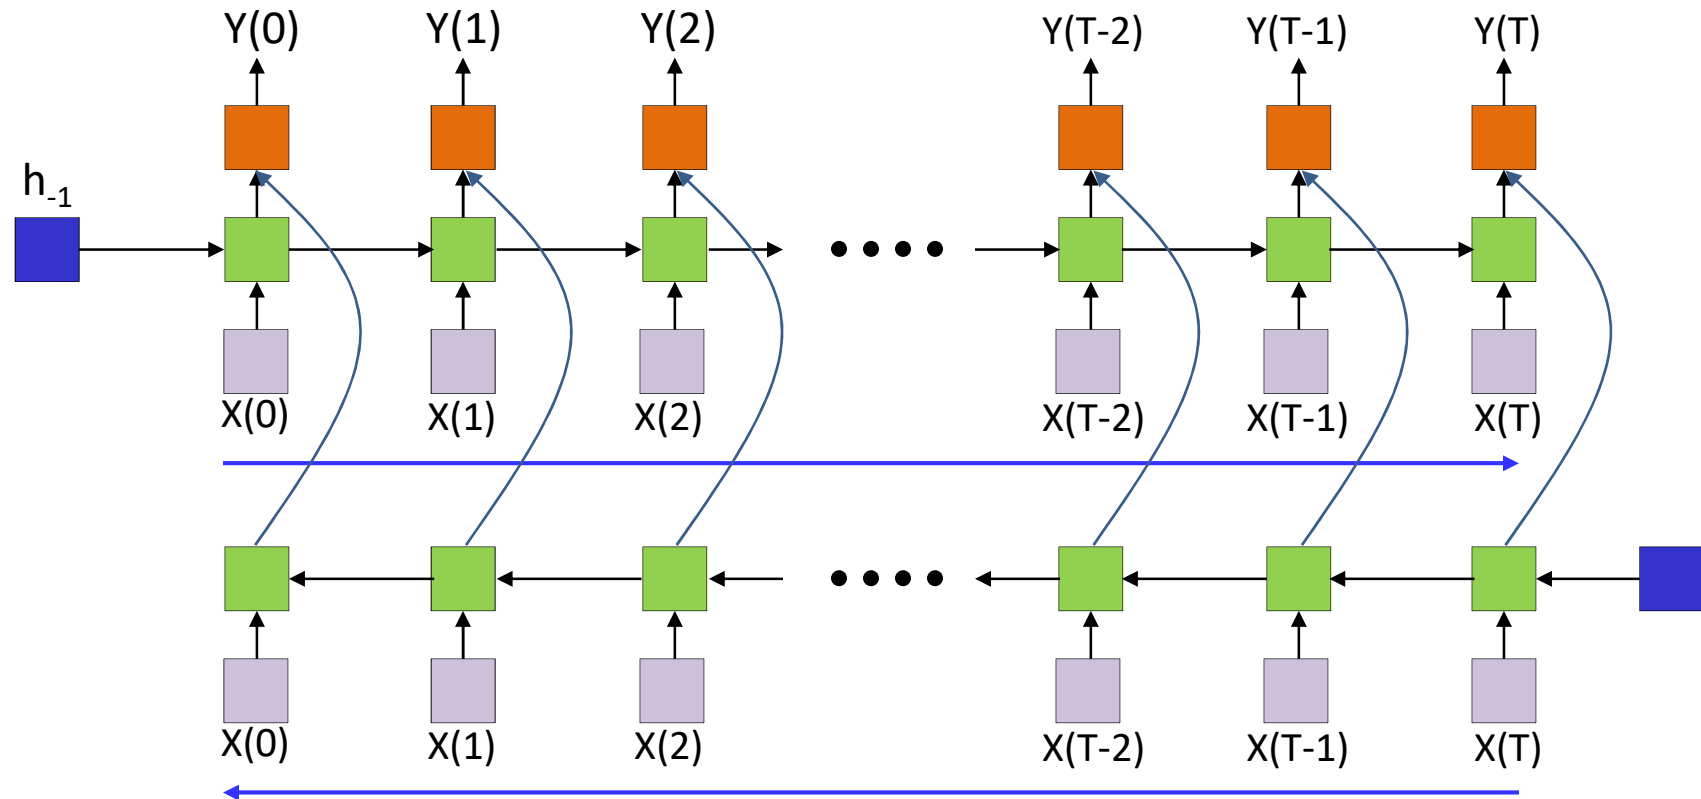 Y(0) Y(1) Y(2) Y(T-2) Y(T-1) Y(T)
h-1
X(0) X(1) X(2) X(T-2) X(T-1) X(T)
X(0) X(1) X(2) X(T-2) X(T-1) X(T)